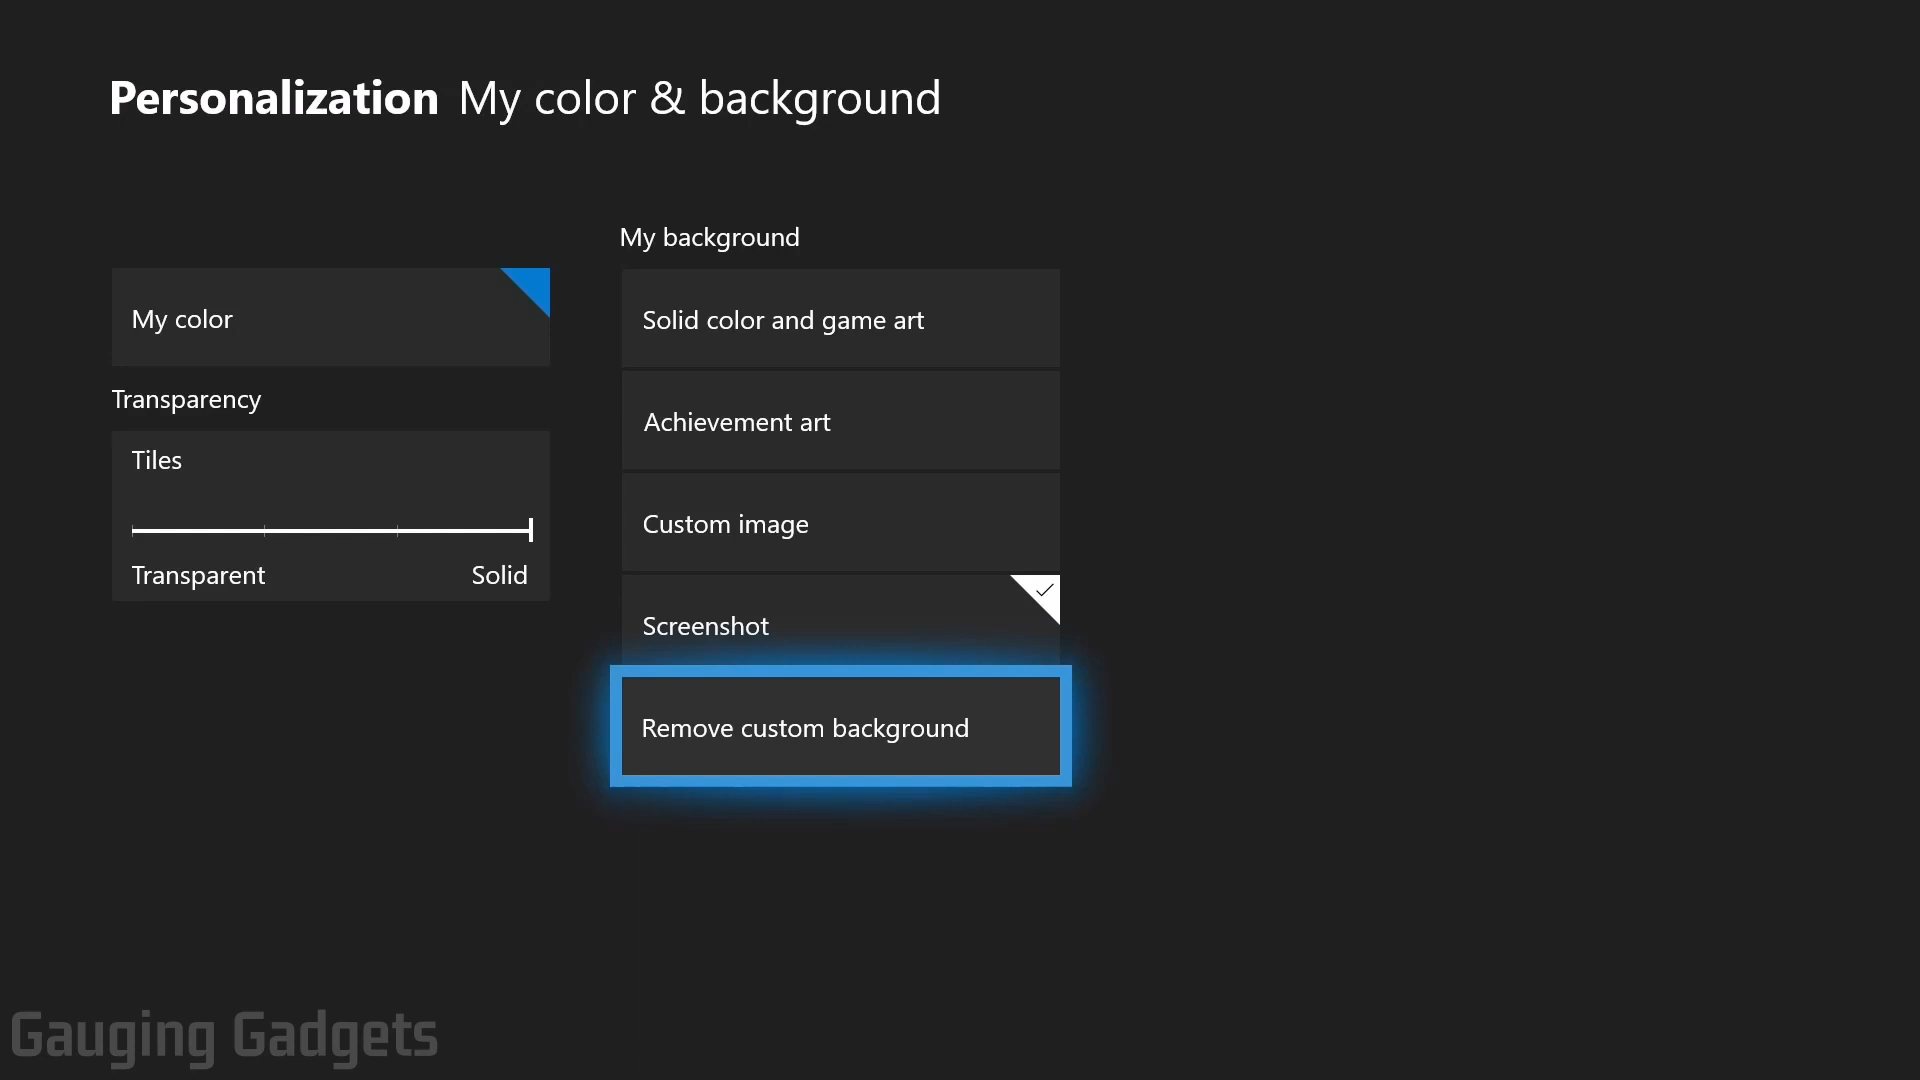 Personalization My color & background
My color
Transparency
Tiles
Transparent Solid
My background
Solid color and game art
Achievement art
Custom image
Screenshot
Remove custom background
Gauging Gadgets